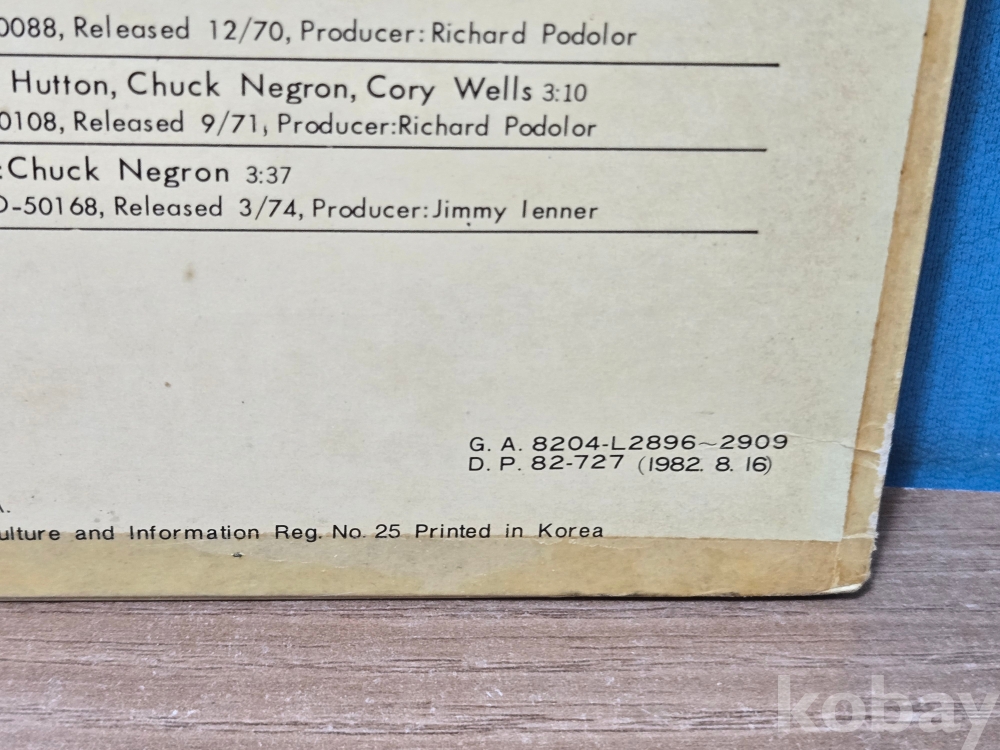 0088, Released 12/70, Producer: Richard Podolor
Hutton, Chuck Negron, Cory Wells 3:10
0108, Released 9/71, Producer:Richard Podolor
:Chuck Negron 3:37
-50168, Released 3/74, Producer:Jimmy Ienner
G. A. 8204-L2896~2909
D. P. 82-727 (1982. 8. 16)
A.
ulture and Information Reg. No. 25 Printed in Korea
kobay